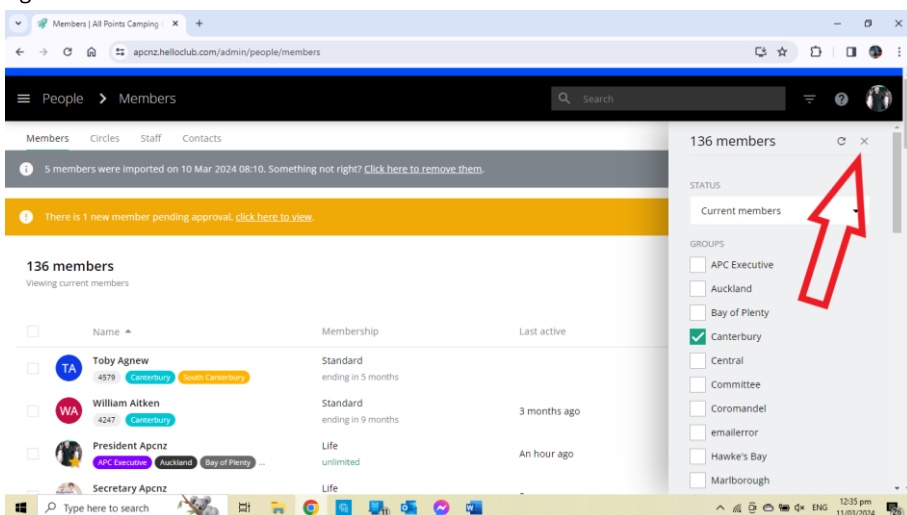 Members | All Points Camping
apcnz.helloclub.com/admin/people/members
People > Members
Search
Members Circles Staff Contacts
5 members were imported on 10 Mar 2024 08:10. Something not right? Click here to remove them.
There is 1 new member pending approval, click here to view.
136 members
Viewing current members
Name Membership Last active
Toby Agnew Standard
4579 Canterbury South Canterbury ending in 5 months
William Aitken Standard 3 months ago
4247 Canterbury ending in 9 months
President Apcnz Life An hour ago
APC Executive Auckland Bay of Plenty ... unlimited
Secretary Apcnz Life
TA
WA
136 members
STATUS
Current members
GROUPS
APC Executive
Auckland
Bay of Plenty
Canterbury
Central
Committee
Coromandel
emailerror
Hawke's Bay
Marlborough
Type here to search
ENG
12:35 pm
11/03/2024